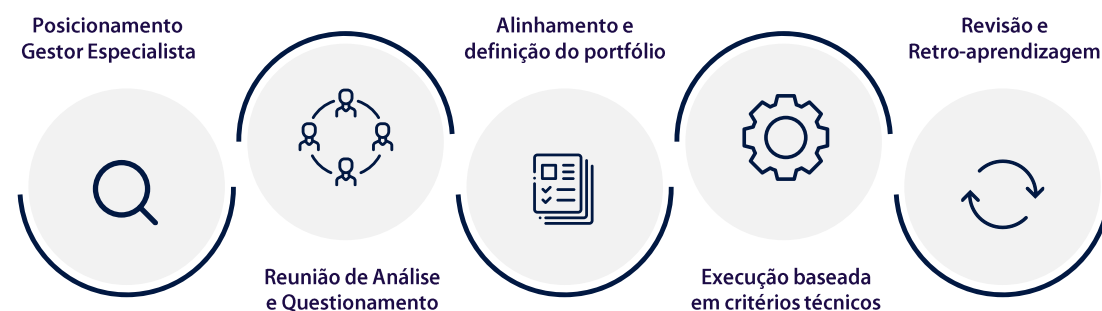 Posicionamento
Gestor Especialista
Reunião de Análise
e Questionamento
Alinhamento e
definição do portfólio
Execução baseada
em critérios técnicos
Revisão e
Retro-aprendizagem